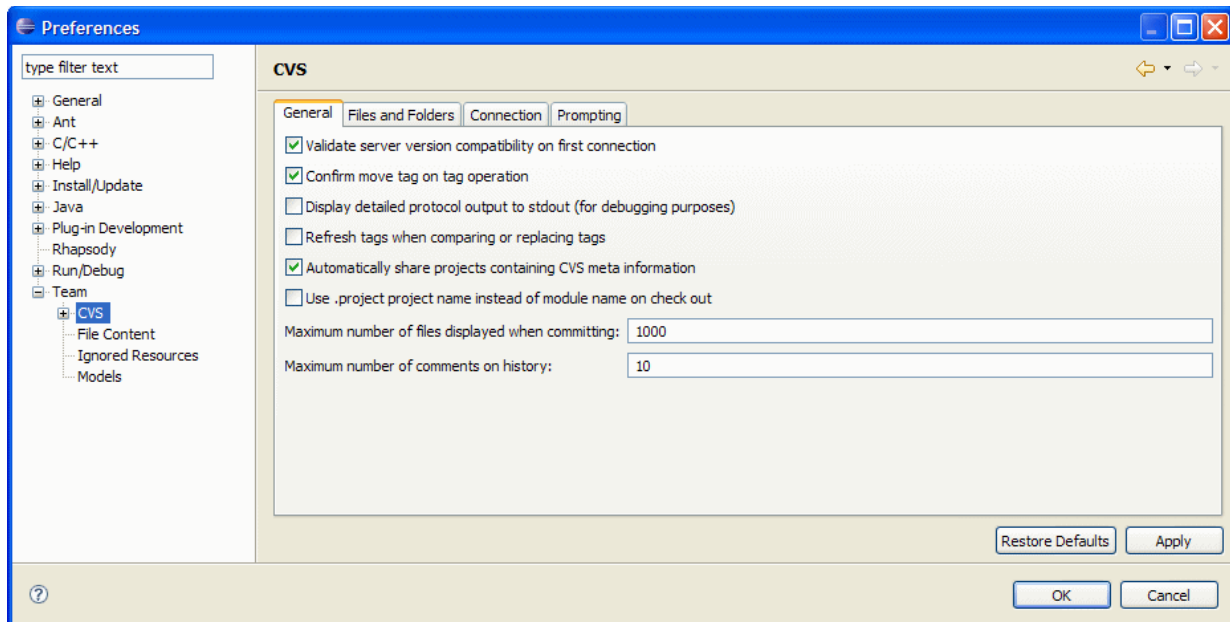 Preferences
type filter text
General
Ant
C/C++
Help
Install/Update
Java
Plug-in Development
Rhapsody
Run/Debug
Team
CVS
File Content
Ignored Resources
Models
CVS
General Files and Folders Connection Prompting
Validate server version compatibility on first connection
Confirm move tag on tag operation
Display detailed protocol output to stdout (for debugging purposes)
Refresh tags when comparing or replacing tags
Automatically share projects containing CVS meta information
Use .project project name instead of module name on check out
Maximum number of files displayed when committing: 1000
Maximum number of comments on history: 10
Restore Defaults Apply
? OK Cancel